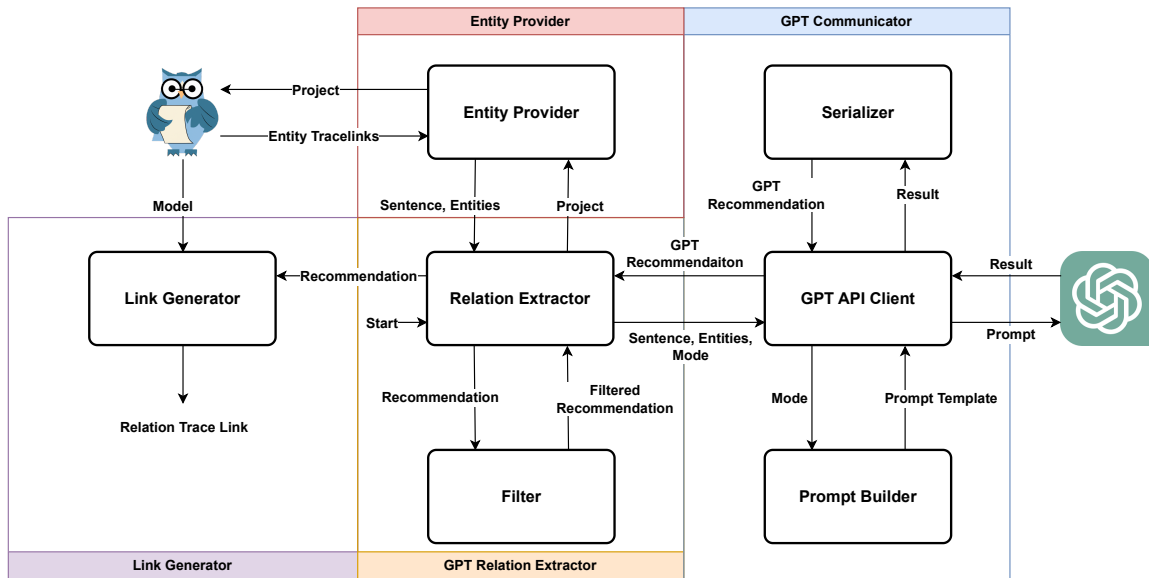 Entity Provider
GPT Communicator
Project
Entity Provider
Serializer
Entity Tracelinks
GPT
Recommendation
Result
Model
Sentence, Entities
Project
GPT
Recommendaiton
Result
Recommendation
Link Generator
Relation Extractor
GPT API Client
Start
Sentence, Entities,
Mode
Prompt
Recommendation
Filtered
Recommendation
Mode
Prompt Template
Relation Trace Link
Filter
Prompt Builder
Link Generator
GPT Relation Extractor